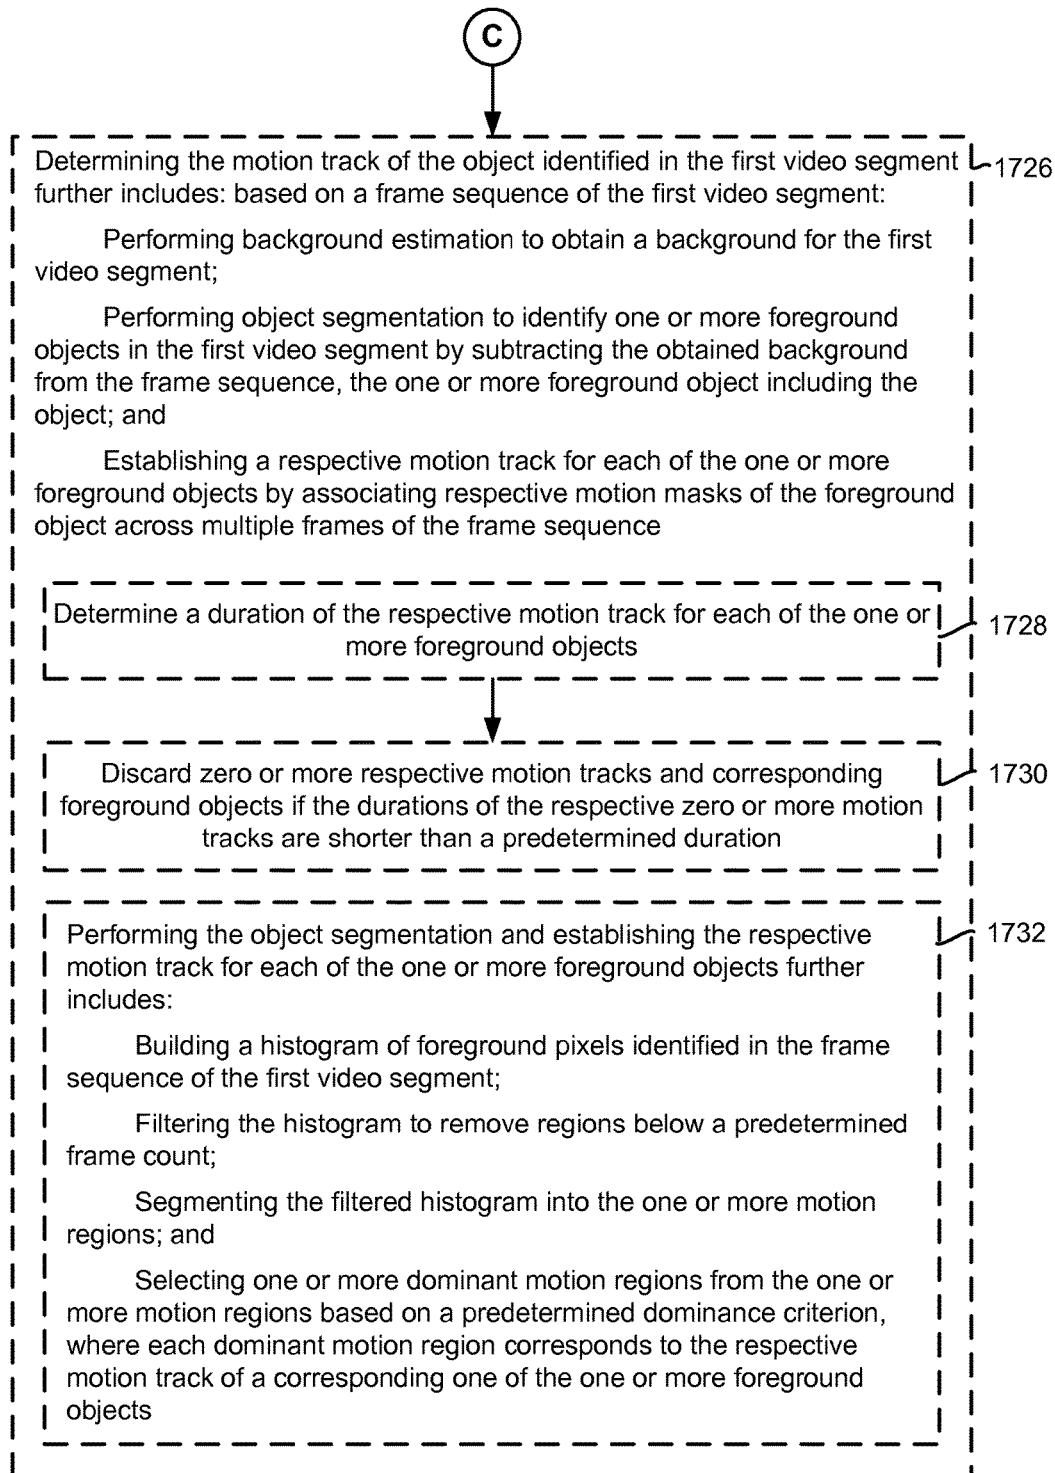 C
Determining the motion track of the object identified in the first video segment
1726
further includes: based on a frame sequence of the first video segment:
Performing background estimation to obtain a background for the first
video segment;
Performing object segmentation to identify one or more foreground
objects in the first video segment by subtracting the obtained background
from the frame sequence, the one or more foreground object including the
object; and
Establishing a respective motion track for each of the one or more
foreground objects by associating respective motion masks of the foreground
object across multiple frames of the frame sequence
Determine a duration of the respective motion track for each of the one or
more foreground objects
1728
Discard zero or more respective motion tracks and corresponding
foreground objects if the durations of the respective zero or more motion
tracks are shorter than a predetermined duration
1730
Performing the object segmentation and establishing the respective
motion track for each of the one or more foreground objects further
includes:
1732
Building a histogram of foreground pixels identified in the frame
sequence of the first video segment;
Filtering the histogram to remove regions below a predetermined
frame count;
Segmenting the filtered histogram into the one or more motion
regions; and
Selecting one or more dominant motion regions from the one or
more motion regions based on a predetermined dominance criterion,
where each dominant motion region corresponds to the respective
motion track of a corresponding one of the one or more foreground
objects